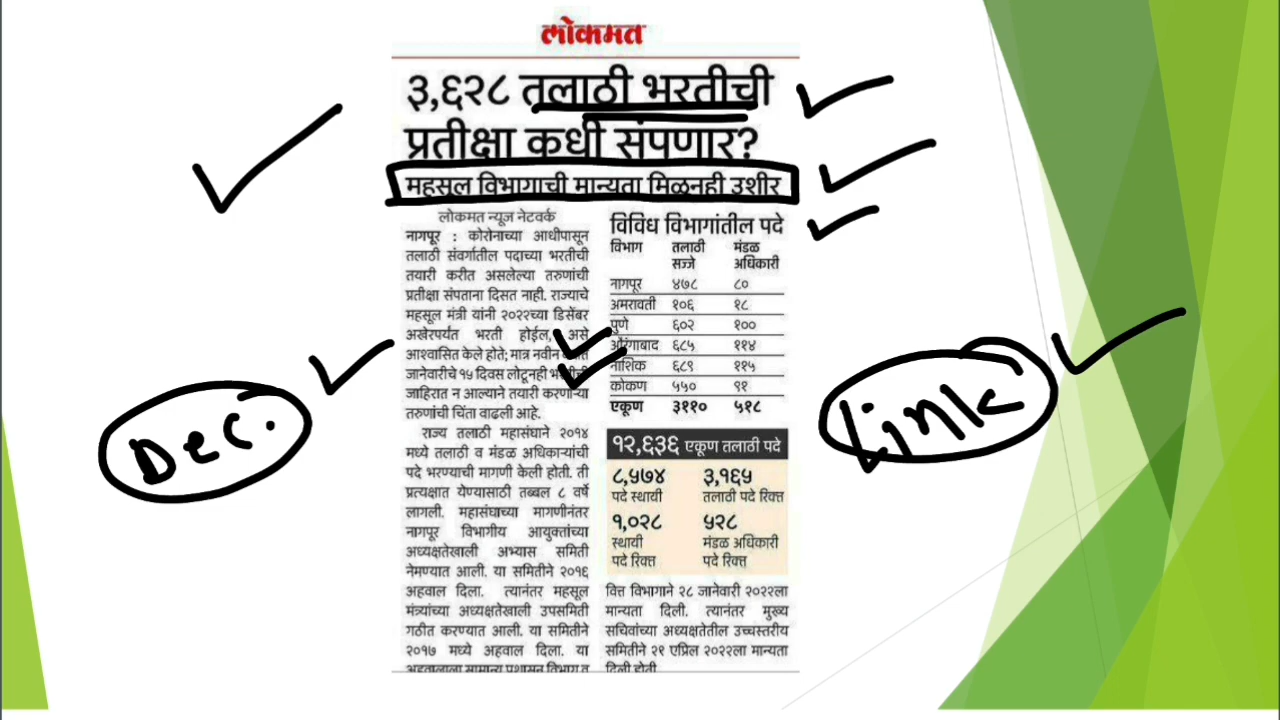 लोकमत
३,६२८ तलाठी भरतीची
प्रतीक्षा कधी संपणार?
महसूल विभागाची मान्यता मिळूनही उशीर
लोकमत न्यूज नेटवर्क
नागपूर : कोरोनाच्या आधीपासून
तलाठी संवर्गातील पदाच्या भरतीची
तयारी करीत असलेल्या तरुणांची
प्रतीक्षा संपताना दिसत नाही. राज्याचे
महसूल मंत्री यांनी २०२२च्या डिसेंबर
अखेरपर्यंत भरती होईल, असे
आश्वासित केले होते; मात्र नवीन
जानेवारीचे १५ दिवस लोटूनही भरतीची
जाहिरात न आल्याने तयारी करणाऱ्या
तरुणांची चिंता वाढली आहे.
राज्य तलाठी महासंघाने २०१४
मध्ये तलाठी व मंडळ अधिकाऱ्यांची
पदे भरण्याची मागणी केली होती. ती
प्रत्यक्षात येण्यासाठी तब्बल ८ वर्षे
लागली. महासंघाच्या मागणीनंतर
नागपूर विभागीय आयुक्तांच्या
अध्यक्षतेखाली अभ्यास समिती
नेमण्यात आली. या समितीने २०१६
अहवाल दिला. त्यानंतर महसूल
मंत्र्यांच्या अध्यक्षतेखाली उपसमिती
गठीत करण्यात आली. या समितीने
२०१७ मध्ये अहवाल दिला. या
अहवालाला सामान्य प्रशासन विभाग व
विविध विभागांतील पदे
विभाग तलाठी मंडळ
सज्जे अधिकारी
नागपूर ४७८ ८०
अमरावती १०६ १८
पुणे ६०२ १००
औरंगाबाद ६८५ ११४
नाशिक ६८९ ११५
कोकण ५५० ९१
एकूण ३११० ५१८
१२,६३६ एकूण तलाठी पदे
८,५७४ ३,१६५
पदे स्थायी तलाठी पदे रिक्त
१,०२८ ५२८
स्थायी मंडळ अधिकारी
पदे रिक्त पदे रिक्त
वित्त विभागाने २८ जानेवारी २०२२ला
मान्यता दिली. त्यानंतर मुख्य
सचिवांच्या अध्यक्षतेतील उच्चस्तरीय
समितीने २१ एप्रिल २०२२ला मान्यता
दिली होती
Dec.
Link